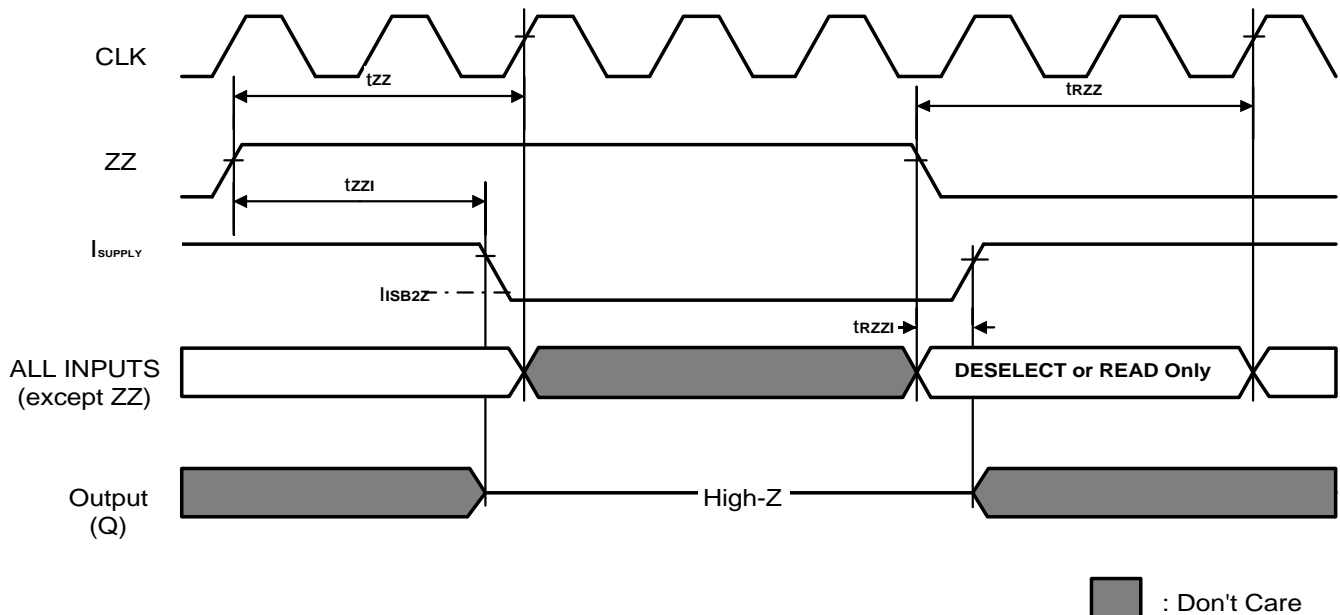 CLK
tZZ
tRZZ
ZZ
tZZI
ISUPPLY
IISB2Z
tRZZI
ALL INPUTS
(except ZZ)
DESELECT or READ Only
Output
(Q)
High-Z
: Don't Care